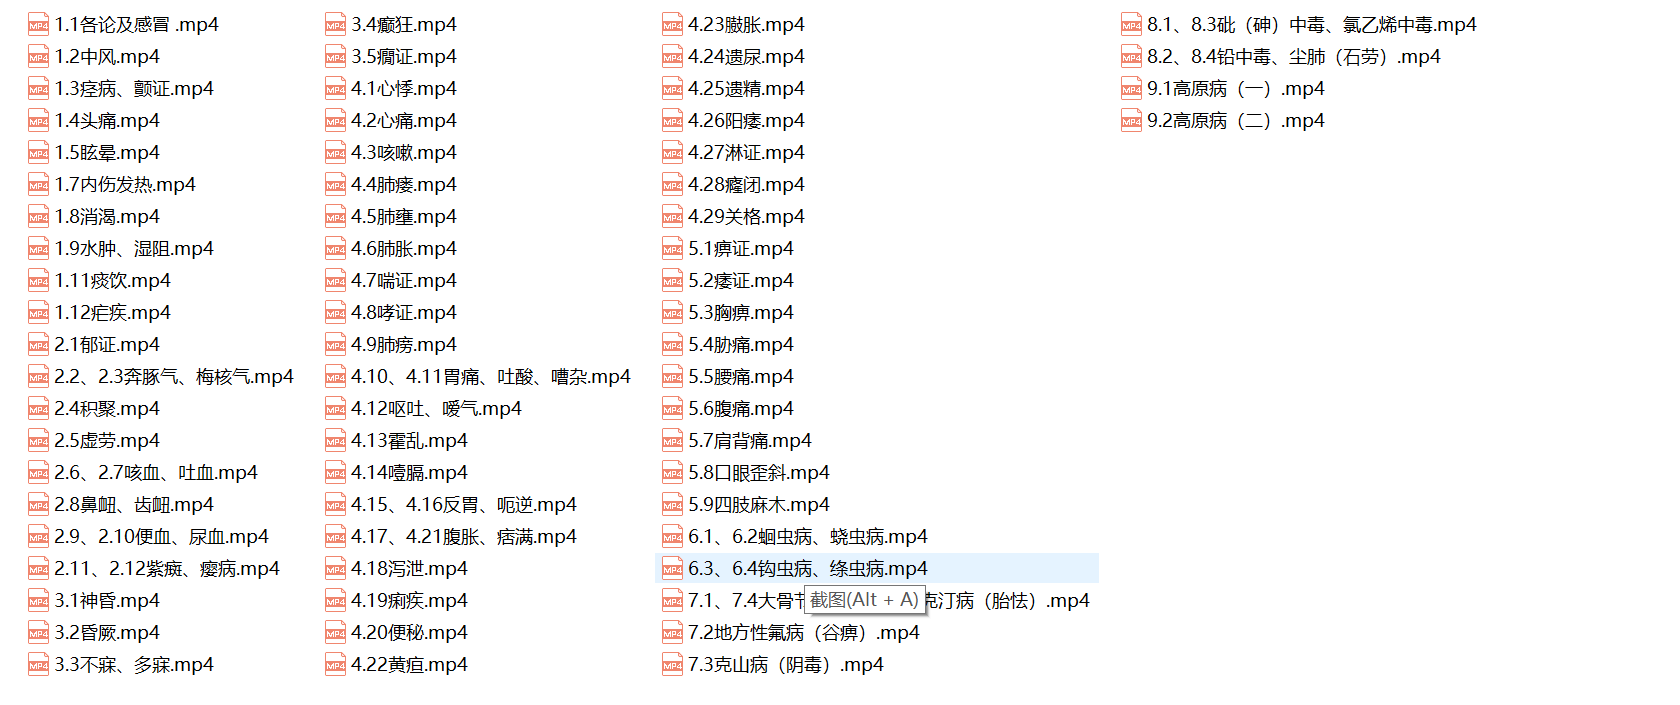 1.1各论及感冒 .mp4
1.2中风.mp4
1.3痉病、颤证.mp4
1.4头痛.mp4
1.5眩晕.mp4
1.7内伤发热.mp4
1.8消渴.mp4
1.9水肿、湿阻.mp4
1.11痰饮.mp4
1.12疟疾.mp4
2.1郁证.mp4
2.2、2.3奔豚气、梅核气.mp4
2.4积聚.mp4
2.5虚劳.mp4
2.6、2.7咳血、吐血.mp4
2.8鼻衄、齿衄.mp4
2.9、2.10便血、尿血.mp4
2.11、2.12紫癜、瘿病.mp4
3.1神昏.mp4
3.2昏厥.mp4
3.3不寐、多寐.mp4
3.4癫狂.mp4
3.5癎证.mp4
4.1心悸.mp4
4.2心痛.mp4
4.3咳嗽.mp4
4.4肺痿.mp4
4.5肺壅.mp4
4.6肺胀.mp4
4.7喘证.mp4
4.8哮证.mp4
4.9肺痨.mp4
4.10、4.11胃痛、吐酸、嘈杂.mp4
4.12呕吐、嗳气.mp4
4.13霍乱.mp4
4.14噎膈.mp4
4.15、4.16反胃、呃逆.mp4
4.17、4.21腹胀、痞满.mp4
4.18泻泄.mp4
4.19痢疾.mp4
4.20便秘.mp4
4.22黄疸.mp4
4.23臌胀.mp4
4.24遗尿.mp4
4.25遗精.mp4
4.26阳痿.mp4
4.27淋证.mp4
4.28癃闭.mp4
4.29关格.mp4
5.1痹证.mp4
5.2痿证.mp4
5.3胸痹.mp4
5.4胁痛.mp4
5.5腰痛.mp4
5.6腹痛.mp4
5.7肩背痛.mp4
5.8口眼歪斜.mp4
5.9四肢麻木.mp4
6.1、6.2蛔虫病、蛲虫病.mp4
6.3、6.4钩虫病、绦虫病.mp4
7.1、7.4大骨节 克汀病（胎怯）.mp4
截图(Alt + A)
7.2地方性氟病（谷痹）.mp4
7.3克山病（阴毒）.mp4
8.1、8.3砒（砷）中毒、氯乙烯中毒.mp4
8.2、8.4铅中毒、尘肺（石劳）.mp4
9.1高原病（一）.mp4
9.2高原病（二）.mp4